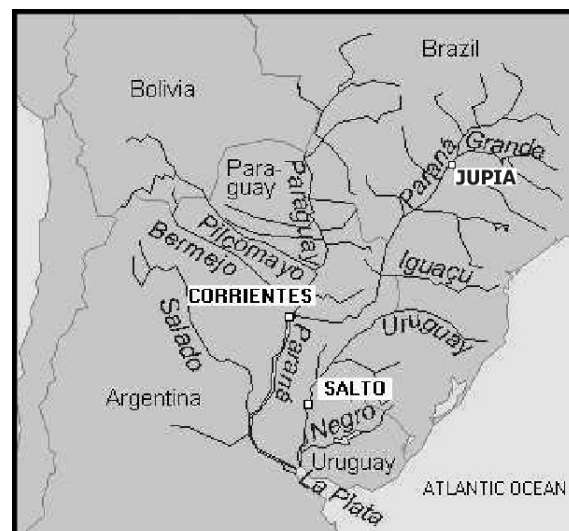 Brazil
Bolivia
Grande
Paraná
JUPIA
Para-
guay
Paraguay
Pilcomayo
Bermejo
Iguaçu
CORRIENTES
Salado
Uruguay
Paraná
SALTO
Argentina
Negro
Uruguay
La Plata
ATLANTIC OCEAN